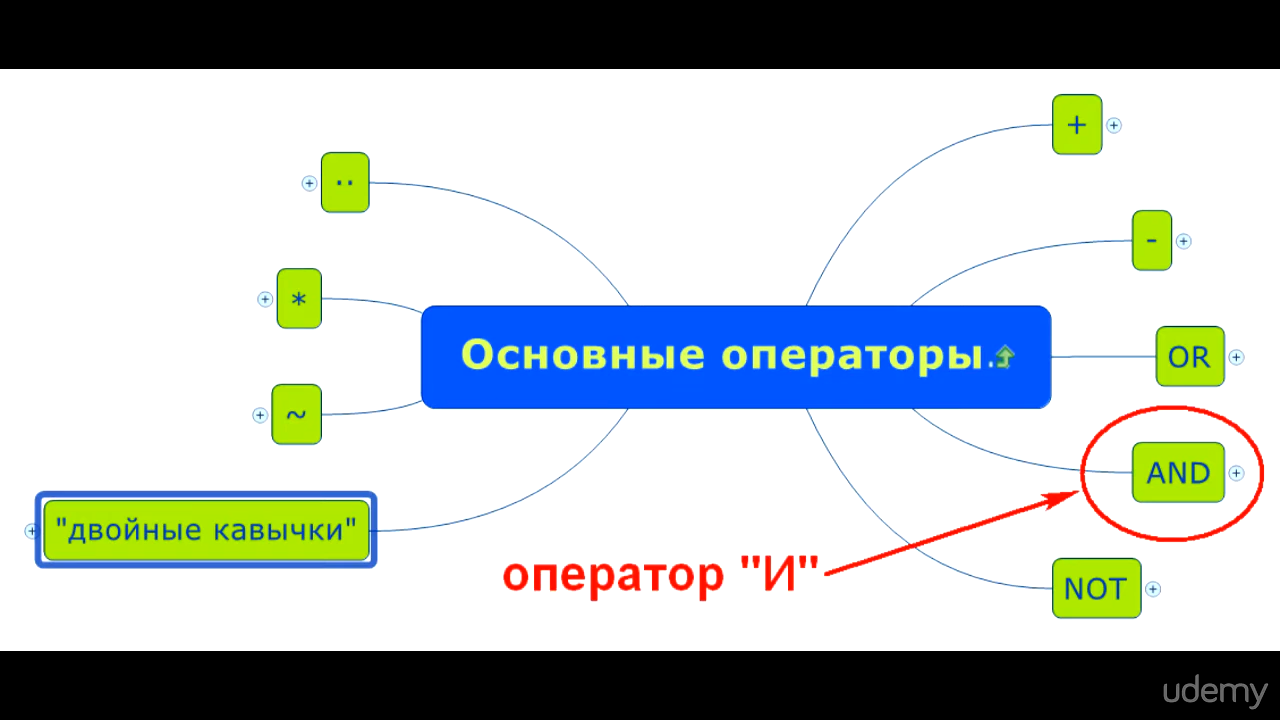 +
··
-
*
Основные операторы.
OR
~
AND
"двойные кавычки"
оператор "И"
NOT
udemy